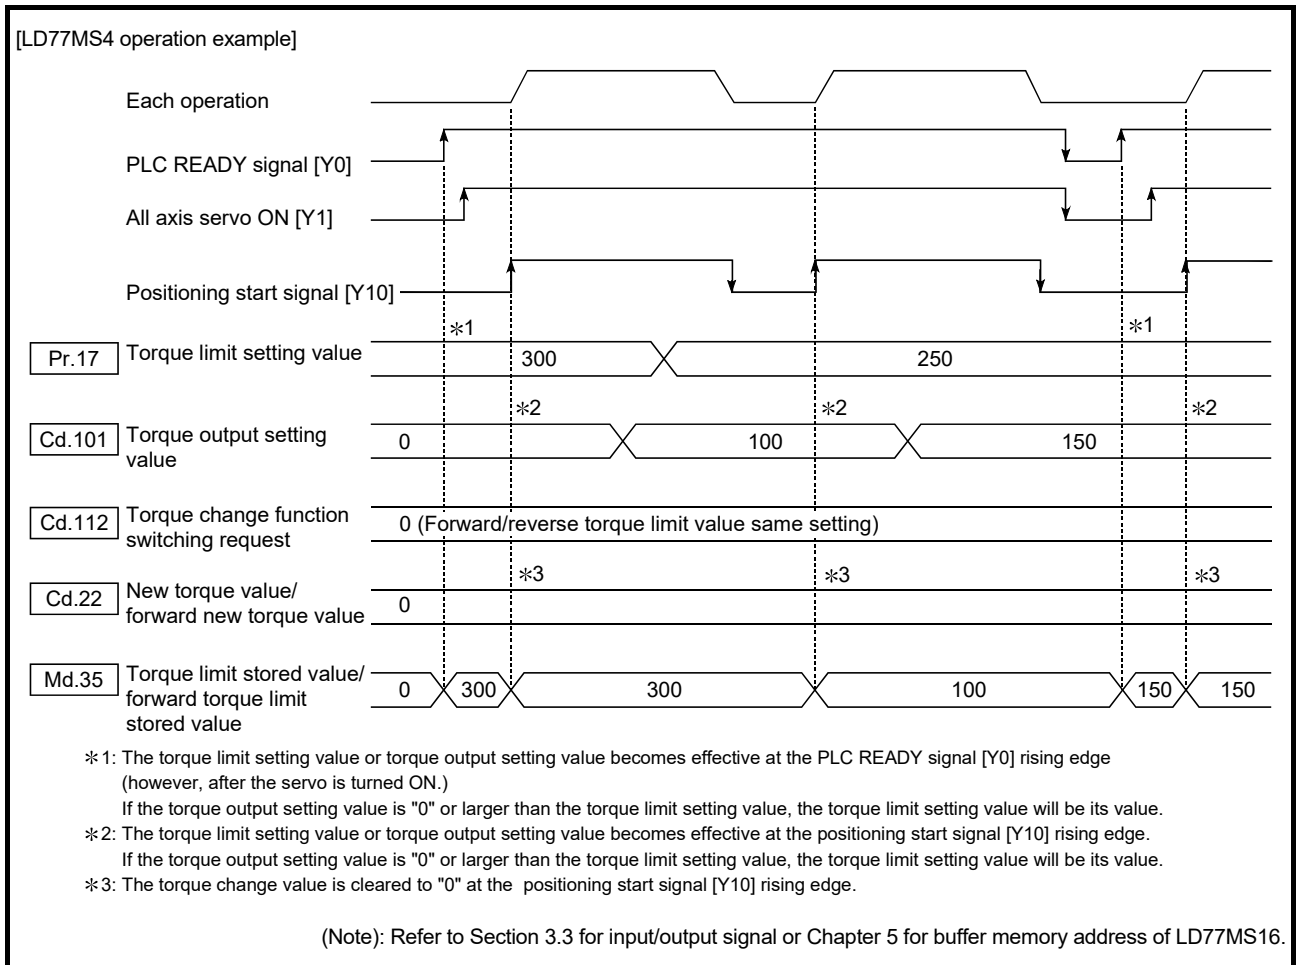 [LD77MS4 operation example]
Each operation
PLC READY signal [Y0]
All axis servo ON [Y1]
Positioning start signal [Y10]
∗1
∗1
Pr.17
Torque limit setting value
300
250
∗2
∗2
∗2
Cd.101
Torque output setting
value
0
100
150
Cd.112
Torque change function
switching request
0 (Forward/reverse torque limit value same setting)
∗3
∗3
∗3
Cd.22
New torque value/
forward new torque value
0
Md.35
Torque limit stored value/
forward torque limit
stored value
0
300
300
100
150
150
∗1: The torque limit setting value or torque output setting value becomes effective at the PLC READY signal [Y0] rising edge
(however, after the servo is turned ON.)
If the torque output setting value is "0" or larger than the torque limit setting value, the torque limit setting value will be its value.
∗2: The torque limit setting value or torque output setting value becomes effective at the positioning start signal [Y10] rising edge.
If the torque output setting value is "0" or larger than the torque limit setting value, the torque limit setting value will be its value.
∗3: The torque change value is cleared to "0" at the positioning start signal [Y10] rising edge.
(Note): Refer to Section 3.3 for input/output signal or Chapter 5 for buffer memory address of LD77MS16.